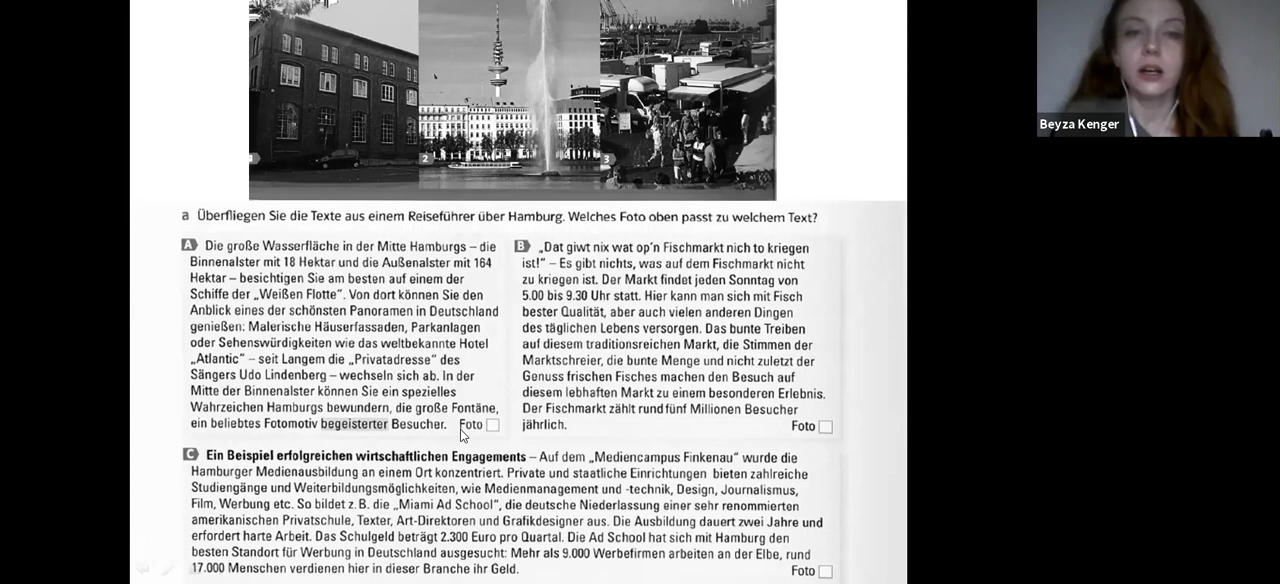 1
2
3
Beyza Kenger
a Überfliegen Sie die Texte aus einem Reiseführer über Hamburg. Welches Foto oben passt zu welchem Text?
A Die große Wasserfläche in der Mitte Hamburgs – die
Binnenalster mit 18 Hektar und die Außenalster mit 164
Hektar – besichtigen Sie am besten auf einem der
Schiffe der „Weißen Flotte“. Von dort können Sie den
Anblick eines der schönsten Panoramen in Deutschland
genießen: Malerische Häuserfassaden, Parkanlagen
oder Sehenswürdigkeiten wie das weltbekannte Hotel
„Atlantic“ – seit Langem die „Privatadresse“ des
Sängers Udo Lindenberg – wechseln sich ab. In der
Mitte der Binnenalster können Sie ein spezielles
Wahrzeichen Hamburgs bewundern, die große Fontäne,
ein beliebtes Fotomotiv begeisterter Besucher. Foto
B „Dat giwt nix wat op'n Fischmarkt nich to kriegen
ist!“ – Es gibt nichts, was auf dem Fischmarkt nicht
zu kriegen ist. Der Markt findet jeden Sonntag von
5.00 bis 9.30 Uhr statt. Hier kann man sich mit Fisch
bester Qualität, aber auch vielen anderen Dingen
des täglichen Lebens versorgen. Das bunte Treiben
auf diesem traditionsreichen Markt, die Stimmen der
Marktschreier, die bunte Menge und nicht zuletzt der
Genuss frischen Fisches machen den Besuch auf
diesem lebhaften Markt zu einem besonderen Erlebnis.
Der Fischmarkt zählt rund fünf Millionen Besucher
jährlich. Foto
C Ein Beispiel erfolgreichen wirtschaftlichen Engagements – Auf dem „Mediencampus Finkenau“ wurde die
Hamburger Medienausbildung an einem Ort konzentriert. Private und staatliche Einrichtungen bieten zahlreiche
Studiengänge und Weiterbildungsmöglichkeiten, wie Medienmanagement und -technik, Design, Journalismus,
Film, Werbung etc. So bildet z. B. die „Miami Ad School“, die deutsche Niederlassung einer sehr renommierten
amerikanischen Privatschule, Texter, Art-Direktoren und Grafikdesigner aus. Die Ausbildung dauert zwei Jahre und
erfordert harte Arbeit. Das Schulgeld beträgt 2.300 Euro pro Quartal. Die Ad School hat sich mit Hamburg den
besten Standort für Werbung in Deutschland ausgesucht: Mehr als 9.000 Werbefirmen arbeiten an der Elbe, rund
17.000 Menschen verdienen hier in dieser Branche ihr Geld. Foto